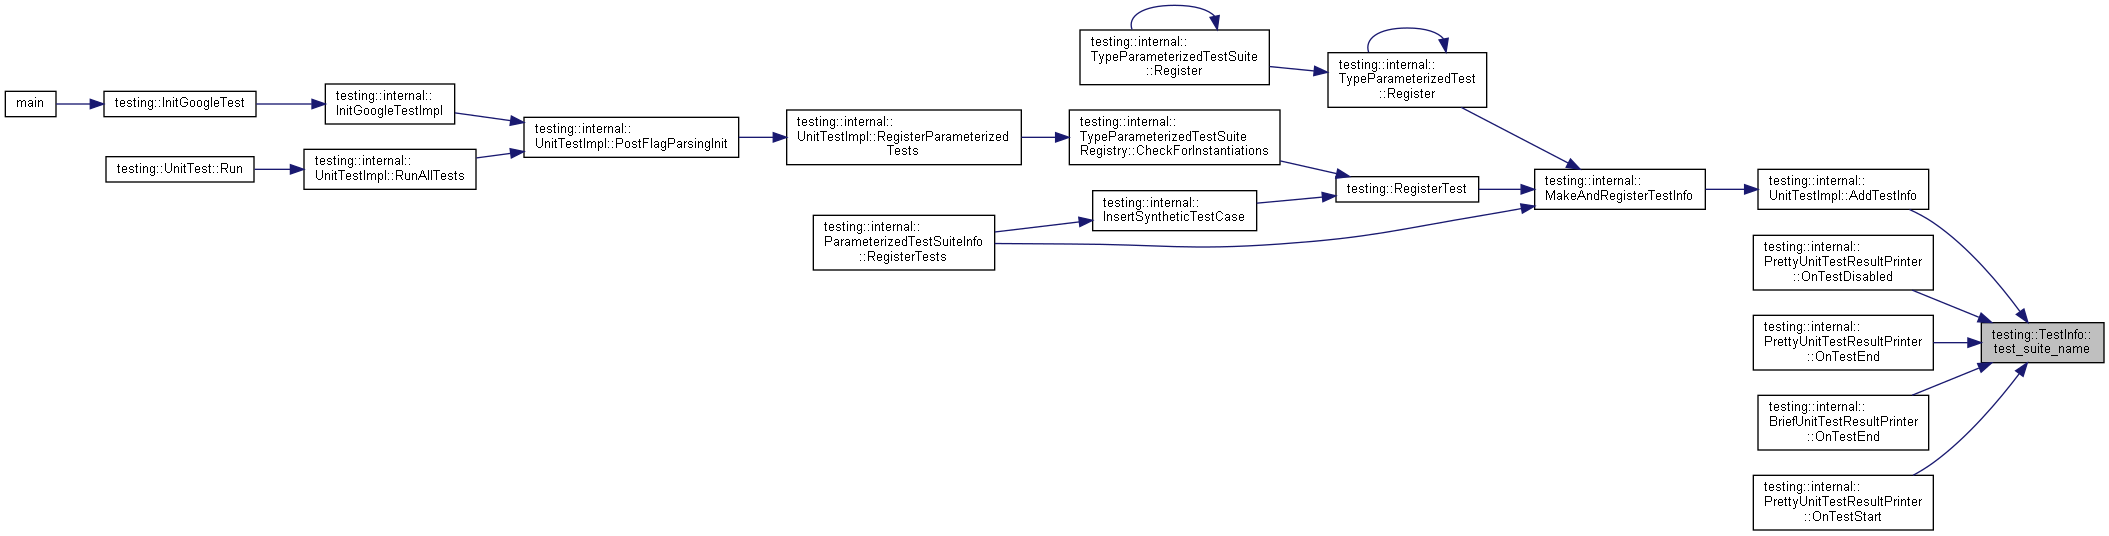 main
testing::InitGoogleTest
testing::UnitTest::Run
testing::internal::
InitGoogleTestImpl
testing::internal::
UnitTestImpl::RunAllTests
testing::internal::
UnitTestImpl::PostFlagParsingInit
testing::internal::
UnitTestImpl::RegisterParameterized
Tests
testing::internal::
ParameterizedTestSuiteInfo
::RegisterTests
testing::internal::
TypeParameterizedTestSuite
::Register
testing::internal::
TypeParameterizedTestSuite
Registry::CheckForInstantiations
testing::internal::
InsertSyntheticTestCase
testing::internal::
TypeParameterizedTest
::Register
testing::RegisterTest
testing::internal::
MakeAndRegisterTestInfo
testing::internal::
UnitTestImpl::AddTestInfo
testing::internal::
PrettyUnitTestResultPrinter
::OnTestDisabled
testing::internal::
PrettyUnitTestResultPrinter
::OnTestEnd
testing::internal::
BriefUnitTestResultPrinter
::OnTestEnd
testing::internal::
PrettyUnitTestResultPrinter
::OnTestStart
testing::TestInfo::
test_suite_name